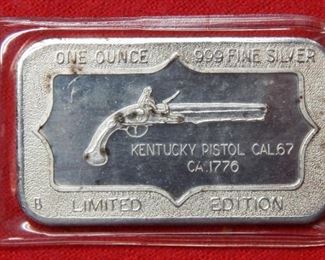 ONE OUNCE 999 FINE SILVER
KENTUCKY PISTOL CAL.67
CA.1776
B LIMITED EDITION